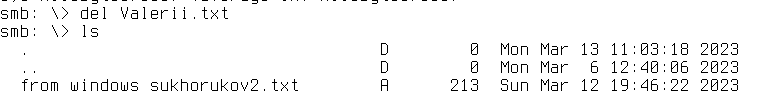 smb: \> del Valerii.txt
smb: \> ls
. D 0 Mon Mar 13 11:03:18 2023
.. D 0 Mon Mar 6 12:40:06 2023
from windows sukhorukov2.txt A 213 Sun Mar 12 19:46:22 2023